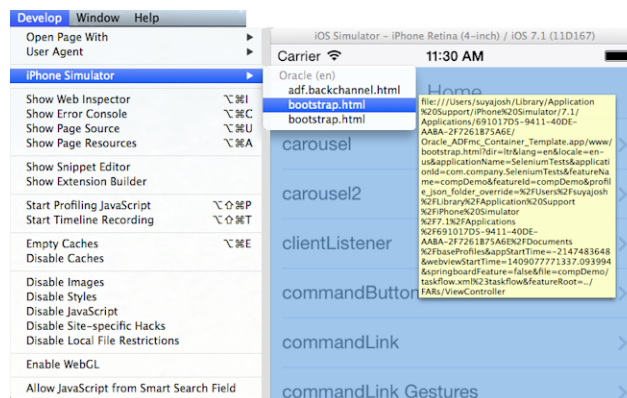 Develop Window Help
Open Page With
User Agent
iPhone Simulator
Show Web Inspector ⌥⌘I
Show Error Console ⌥⌘C
Show Page Source ⌥⌘U
Show Page Resources ⌥⌘A
Show Snippet Editor
Show Extension Builder
Start Profiling JavaScript ⌥⇧⌘P
Start Timeline Recording ⌥⇧⌘T
Empty Caches ⌥⌘E
Disable Caches
Disable Images
Disable Styles
Disable JavaScript
Disable Site-specific Hacks
Disable Local File Restrictions
Enable WebGL
Allow JavaScript from Smart Search Field
iOS Simulator - iPhone Retina (4-inch) / iOS 7.1 (11D167)
Carrier 11:30 AM
Oracle (en)
adf.backchannel.html
bootstrap.html
bootstrap.html
Home
file:///Users/suyajosh/Library/Application
%20Support/iPhone%20Simulator/7.1/
Applications/691017D5-9411-40DE-
AABA-2F7261B75A6E/
Oracle_ADFmc_Container_Template.app/www/
bootstrap.html?dir=ltr&lang=en&locale=en-
us&applicationName=SeleniumTests&applicati
onId=com.company.SeleniumTests&featureNa
me=compDemo&featureId=compDemo&profil
e_json_folder_override=%2FUsers%2Fsuyajosh
%2FLibrary%2FApplication%20Support
%2FiPhone%20Simulator
%2F7.1%2FApplications
%2F691017D5-9411-40DE-
AABA-2F7261B75A6E%2FDocuments
%2FbaseProfiles&appStartTime=-2147483648
&webviewStartTime=1409077771337.093994
&springboardFeature=false&file=compDemo/
taskflow.xml%23taskflow&featureRoot=../
FARs/ViewController
carousel
carousel2
clientListener
commandButton
commandLink
commandLink Gestures